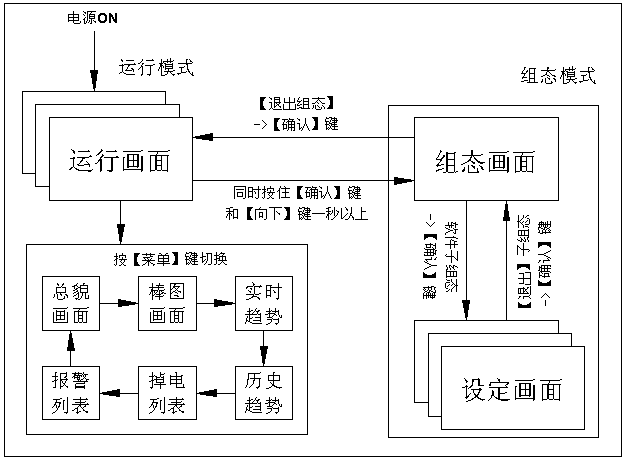 电源ON
运行模式
组态模式
【退出组态】
->【确认】键
运行画面
组态画面
同时按住【确认】键
和【向下】键一秒以上
软件子组态
->【确认】键
【退出】子组态
->【确认】键
按【菜单】键切换
总貌
画面
棒图
画面
实时
趋势
报警
列表
掉电
列表
历史
趋势
设定画面